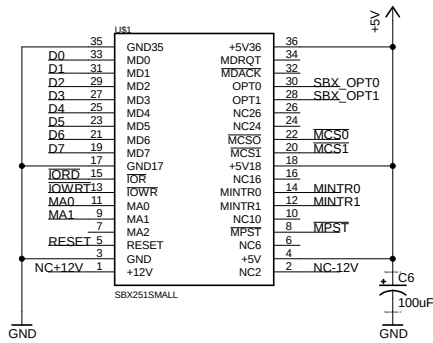 +5V
U$1
35 GND35 +5V36 36
D0 33 MD0 MDRQT 34
D1 31 MD1 MDACK 32
D2 29 MD2 OPT0 30 SBX_OPT0
D3 27 MD3 OPT1 28 SBX_OPT1
D4 25 MD4 NC26 26
D5 23 MD5 NC24 24
D6 21 MD6 MCSO 22 MCS0
D7 19 MD7 MCS1 20 MCS1
17 GND17 +5V18 18
IORD 15 IOR NC16 16
IOWRT 13 IOWR MINTR0 14 MINTR0
MA0 11 MA0 MINTR1 12 MINTR1
MA1 9 MA1 NC10 10
7 MA2 MPST 8 MPST
RESET 5 RESET NC6 6
3 GND +5V 4
NC+12V 1 +12V NC2 2 NC-12V
SBX251SMALL
+ C6
100uF
GND GND